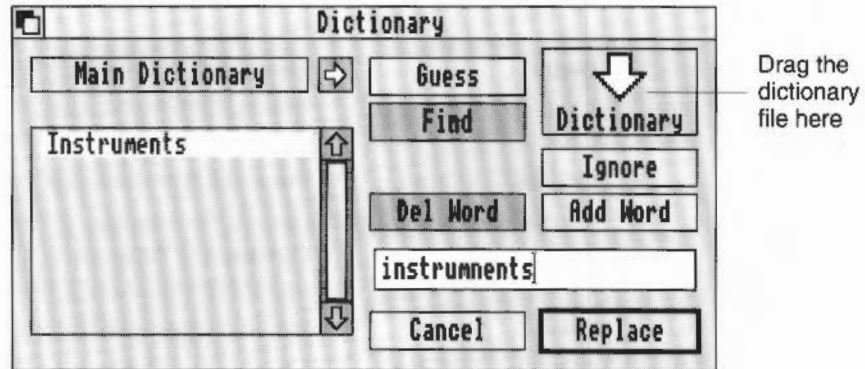 Dictionary
Main Dictionary
Guess
Find
Dictionary
Drag the
dictionary
file here
Instruments
Ignore
Del Word
Add Word
instrumnents
Cancel
Replace